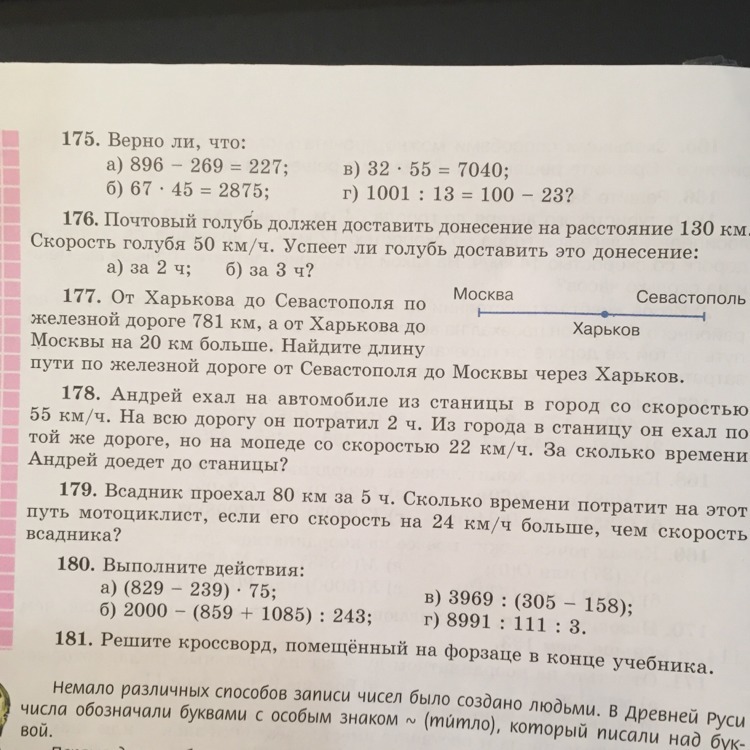 175. Верно ли, что:
а) 896 − 269 = 227; в) 32 · 55 = 7040;
б) 67 · 45 = 2875; г) 1001 : 13 = 100 − 23?
176. Почтовый голубь должен доставить донесение на расстояние 130 км.
Скорость голубя 50 км/ч. Успеет ли голубь доставить это донесение:
а) за 2 ч; б) за 3 ч?
177. От Харькова до Севастополя по
железной дороге 781 км, а от Харькова до
Москвы на 20 км больше. Найдите длину
пути по железной дороге от Севастополя до Москвы через Харьков.
Москва Севастополь
Харьков
178. Андрей ехал на автомобиле из станицы в город со скоростью
55 км/ч. На всю дорогу он потратил 2 ч. Из города в станицу он ехал по
той же дороге, но на мопеде со скоростью 22 км/ч. За сколько времени
Андрей доедет до станицы?
179. Всадник проехал 80 км за 5 ч. Сколько времени потратит на этот
путь мотоциклист, если его скорость на 24 км/ч больше, чем скорость
всадника?
180. Выполните действия:
а) (829 − 239) · 75; в) 3969 : (305 − 158);
б) 2000 − (859 + 1085) : 243; г) 8991 : 111 : 3.
181. Решите кроссворд, помещённый на форзаце в конце учебника.
Немало различных способов записи чисел было создано людьми. В Древней Руси
числа обозначали буквами с особым знаком ~ (ти́тло), который писали над бук-
вой.